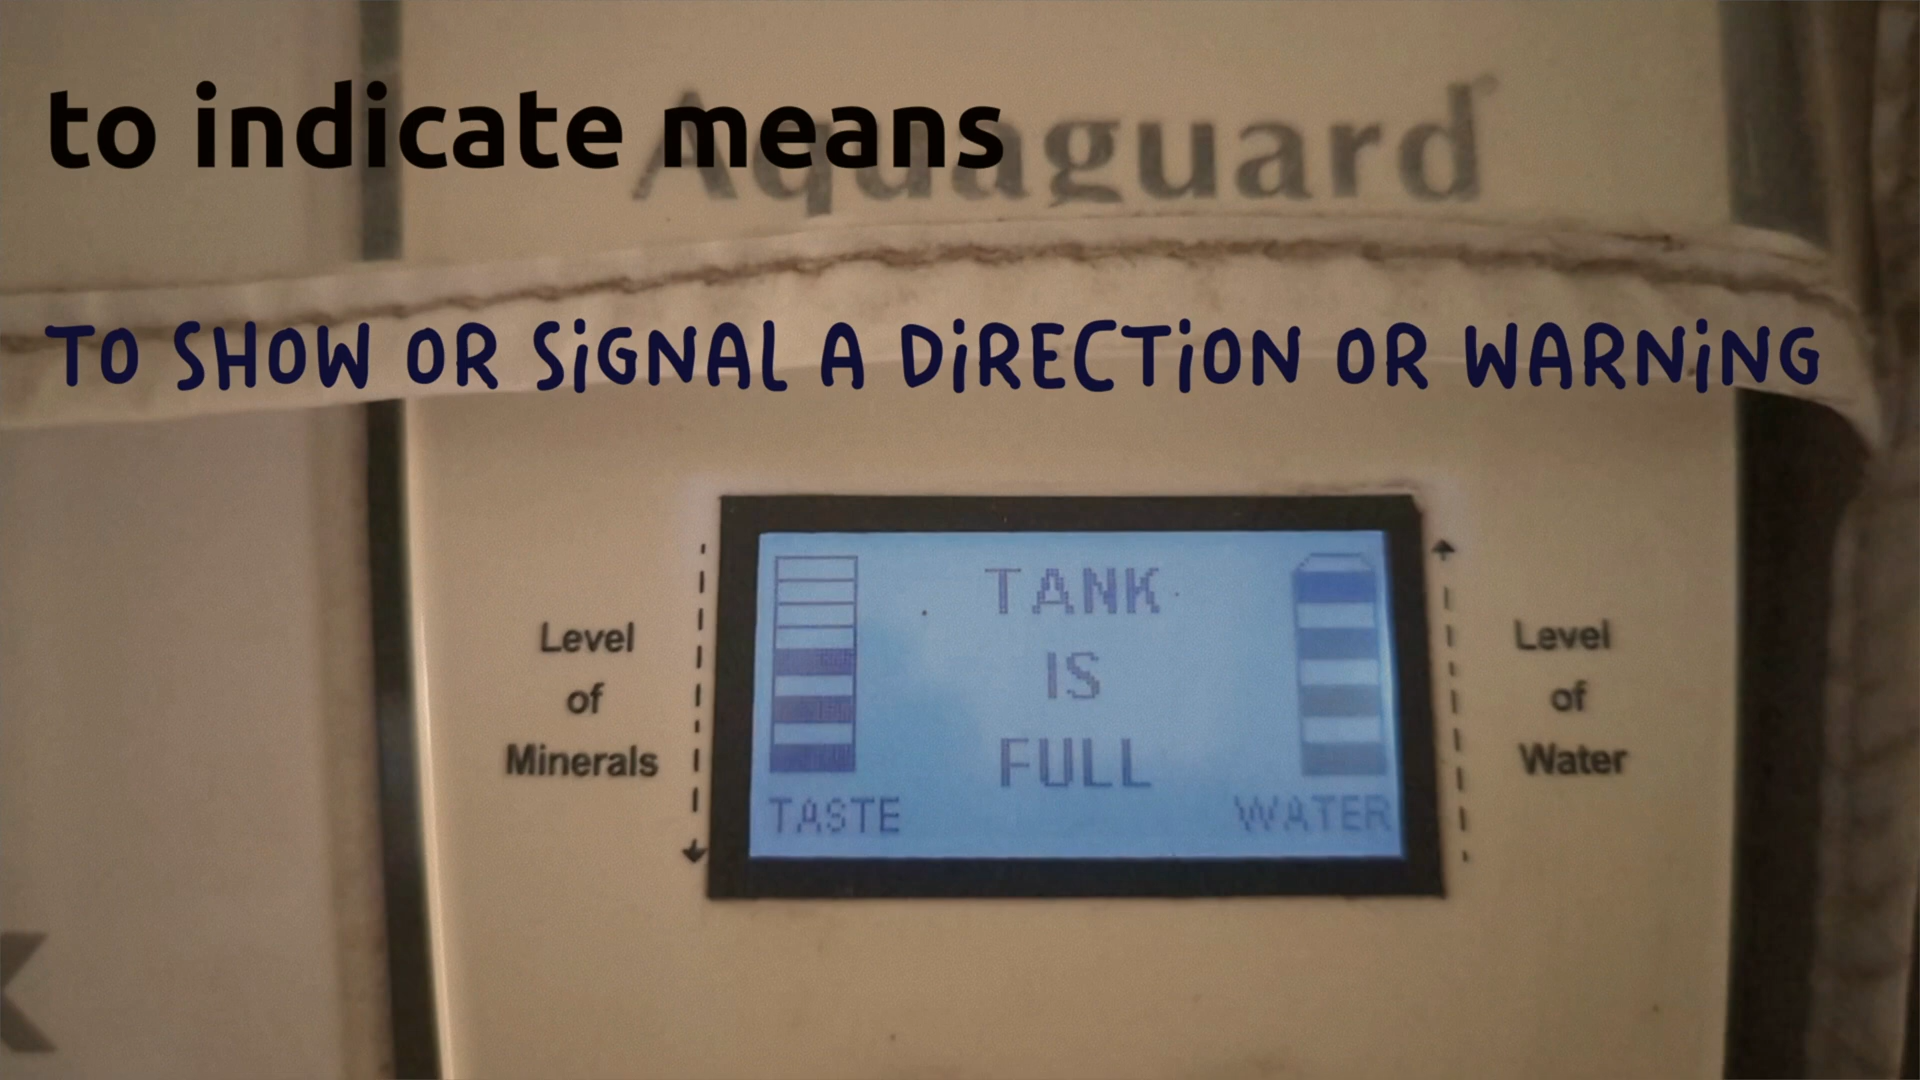 to indicate means
Aquaguard
TO SHOW OR SiGNAL A DiRECTiON OR WARNiNG
TANK
IS
FULL
TASTE
WATER
Level
of
Minerals
Level
of
Water